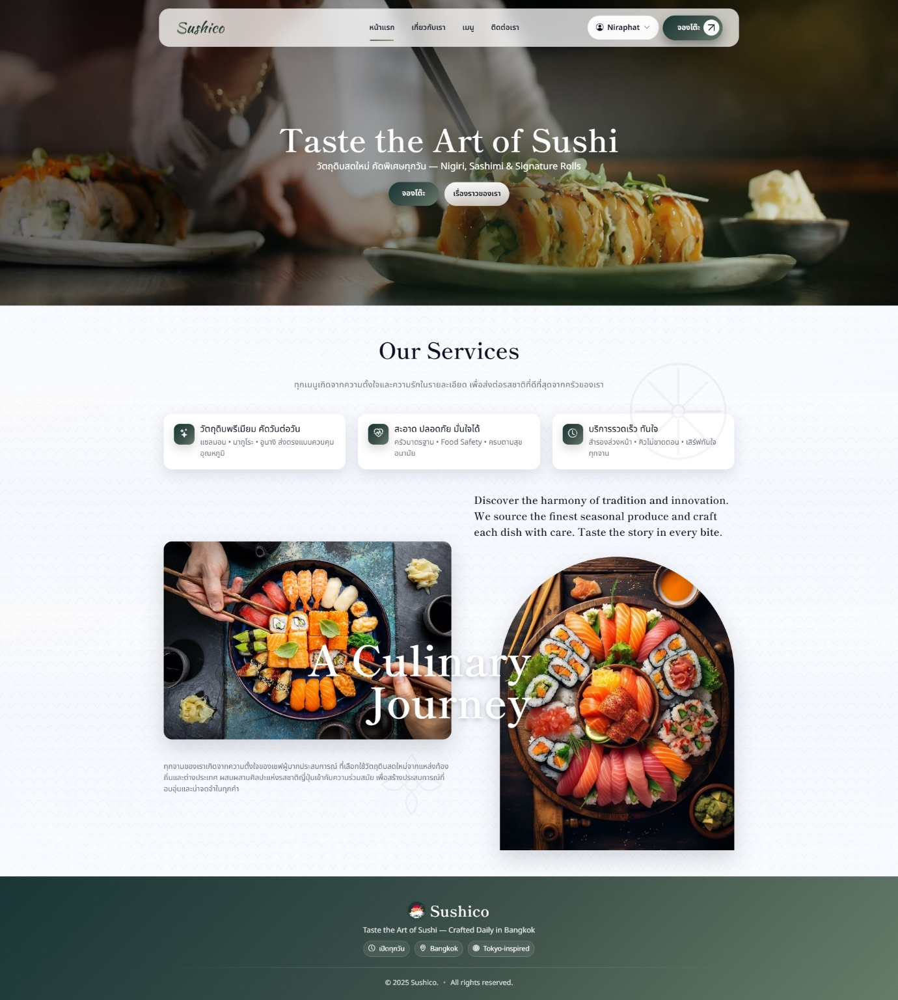 Sushico
หน้าแรก
เกี่ยวกับเรา
เมนู
ติดต่อเรา
Niraphat
จองโต๊ะ
Taste the Art of Sushi
วัตถุดิบสดใหม่ คัดพิเศษทุกวัน — Nigiri, Sashimi & Signature Rolls
จองโต๊ะ
เรื่องราวของเรา
Our Services
ทุกเมนูเกิดจากความตั้งใจและความรักในรายละเอียด เพื่อส่งต่อรสชาติที่ดีที่สุดจากครัวของเรา
วัตถุดิบพรีเมียม คัดวันต่อวัน
แซลมอน • มากูโระ • อูนางิ ส่งตรงแบบควบคุม
อุณหภูมิ
สะอาด ปลอดภัย มั่นใจได้
ครัวมาตรฐาน • Food Safety • ครบตามสุข
อนามัย
บริการรวดเร็ว ทันใจ
สำรองล่วงหน้า • คิวไม่ขาดตอน • เสิร์ฟทันใจ
ทุกจาน
Discover the harmony of tradition and innovation.
We source the finest seasonal produce and craft
each dish with care. Taste the story in every bite.
A Culinary
Journey
ทุกจานของเราเกิดจากความตั้งใจของเชฟผู้มากประสบการณ์ ที่เลือกใช้วัตถุดิบสดใหม่จากแหล่งท้อง
ถิ่นและต่างประเทศ ผสมผสานศิลปะแห่งรสชาติญี่ปุ่นเข้ากับความร่วมสมัย เพื่อสร้างประสบการณ์ที่
อบอุ่นและน่าจดจำในทุกคำ
Sushico
Taste the Art of Sushi — Crafted Daily in Bangkok
เปิดทุกวัน
Bangkok
Tokyo-inspired
© 2025 Sushico. • All rights reserved.